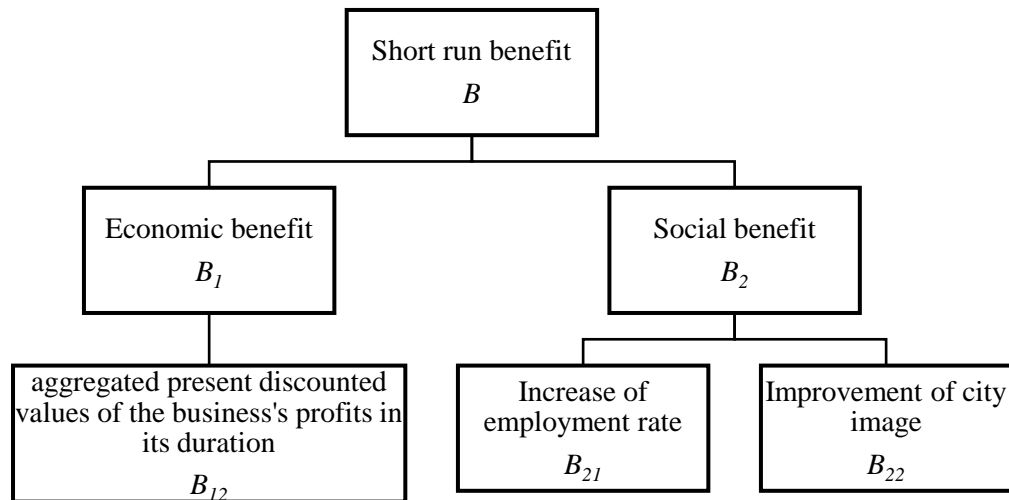 Short run benefit
B
Economic benefit
B1
Social benefit
B2
aggregated present discounted
values of the business's profits in
its duration
B12
Increase of
employment rate
B21
Improvement of city
image
B22